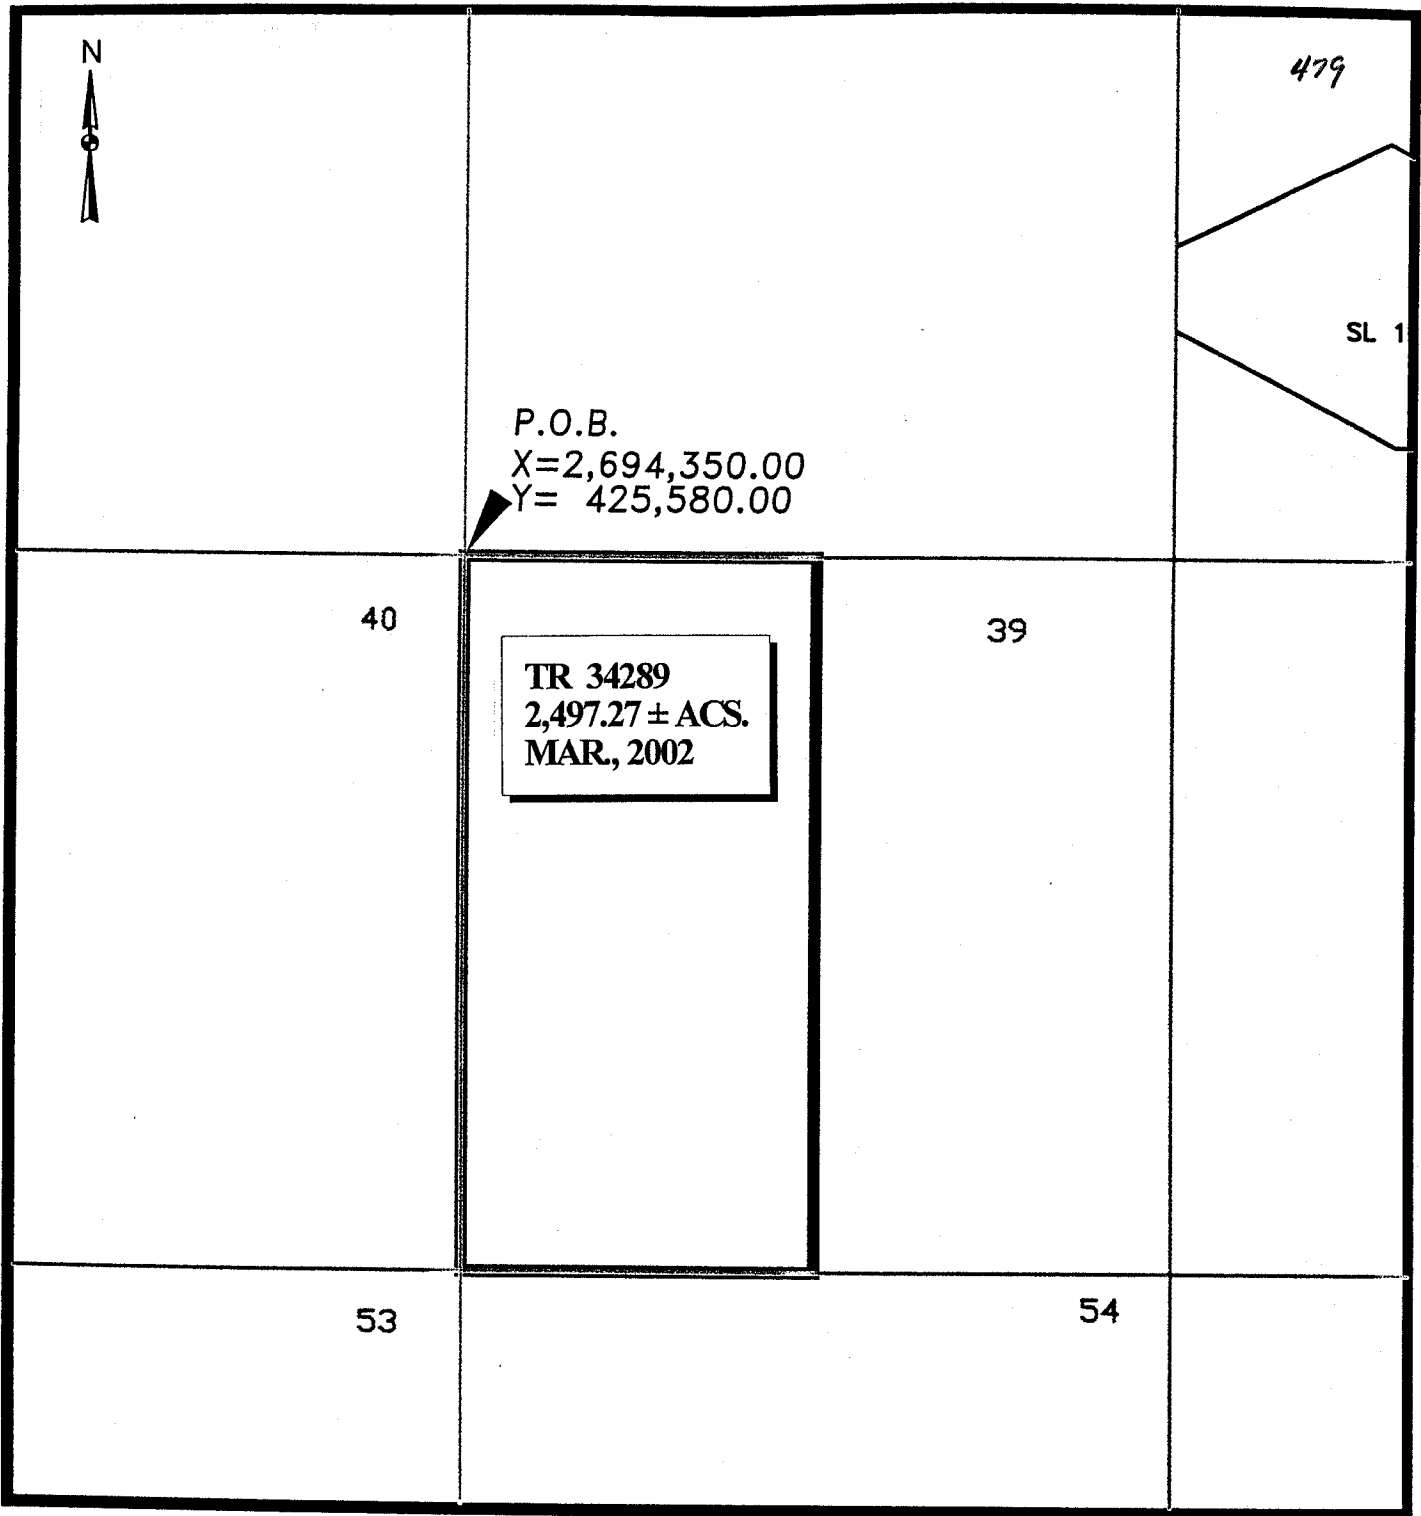 N
479
SL 1
P.O.B.
X=2,694,350.00
Y= 425,580.00
40
39
TR 34289
2,497.27 ± ACS.
MAR., 2002
53
54